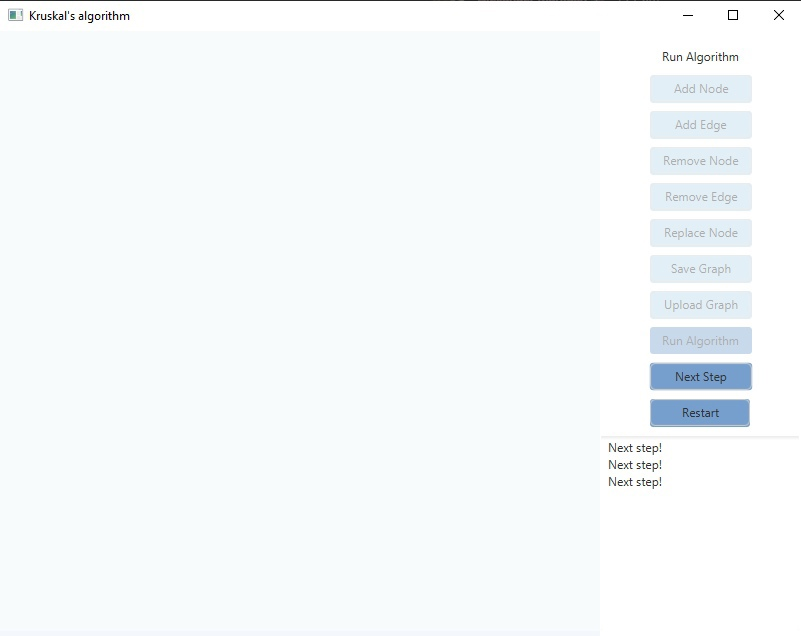 Kruskal's algorithm
Run Algorithm
Add Node
Add Edge
Remove Node
Remove Edge
Replace Node
Save Graph
Upload Graph
Run Algorithm
Next Step
Restart
Next step!
Next step!
Next step!